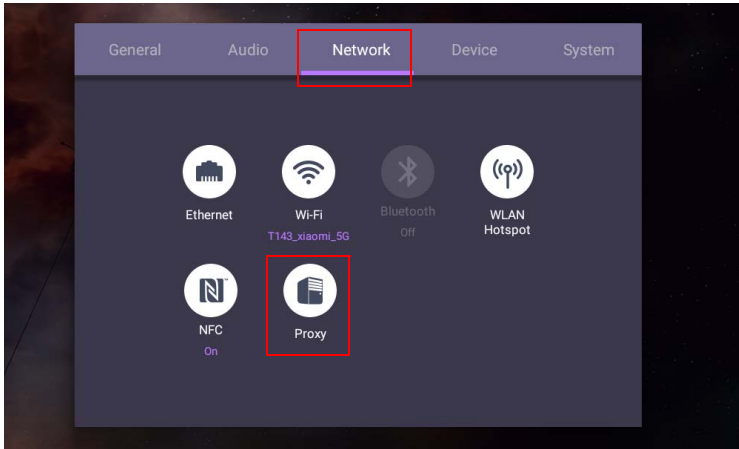 General Audio Network Device System
Ethernet Wi-Fi Bluetooth WLAN
Hotspot
T143_xiaomi_5G Off
NFC Proxy
On